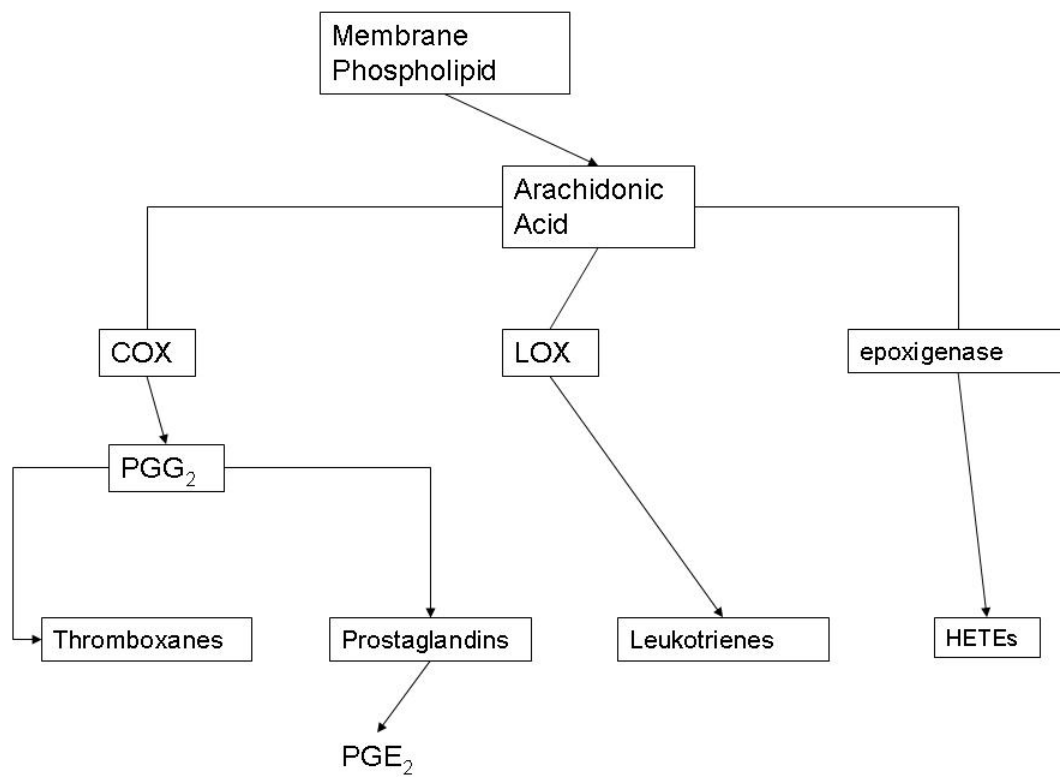 Membrane
Phospholipid
Arachidonic
Acid
COX
LOX
epoxigenase
PGG₂
Thromboxanes
Prostaglandins
Leukotrienes
HETEs
PGE₂